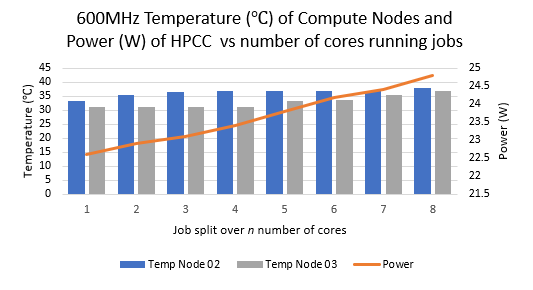 600MHz Temperature (℃) of Compute Nodes and
Power (W) of HPCC vs number of cores running jobs
45
40
35
30
25
20
15
10
5
0
Temperature (℃)
25
24.5
24
23.5
23
22.5
22
21.5
Power (W)
1 2 3 4 5 6 7 8
Job split over n number of cores
Temp Node 02 Temp Node 03 Power